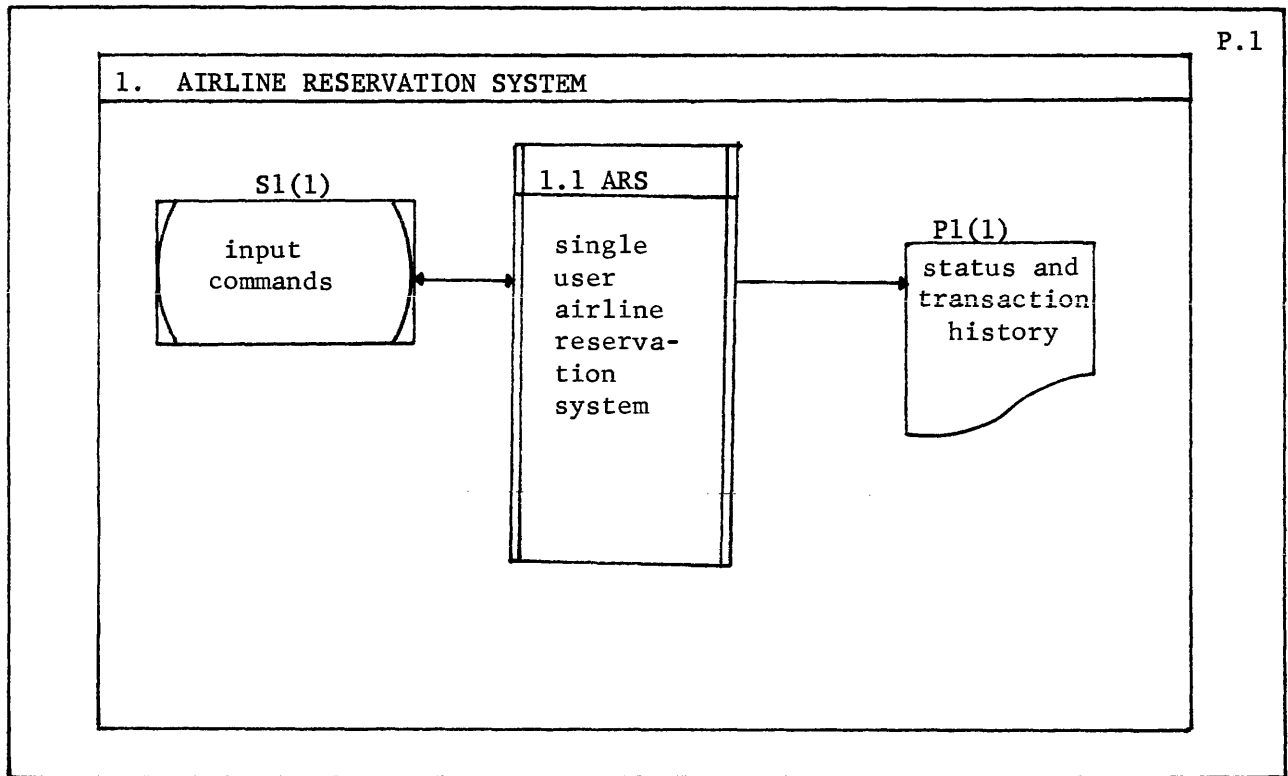 P.1
1. AIRLINE RESERVATION SYSTEM
S1(1)
input
commands
1.1 ARS
single
user
airline
reserva-
tion
system
P1(1)
status and
transaction
history